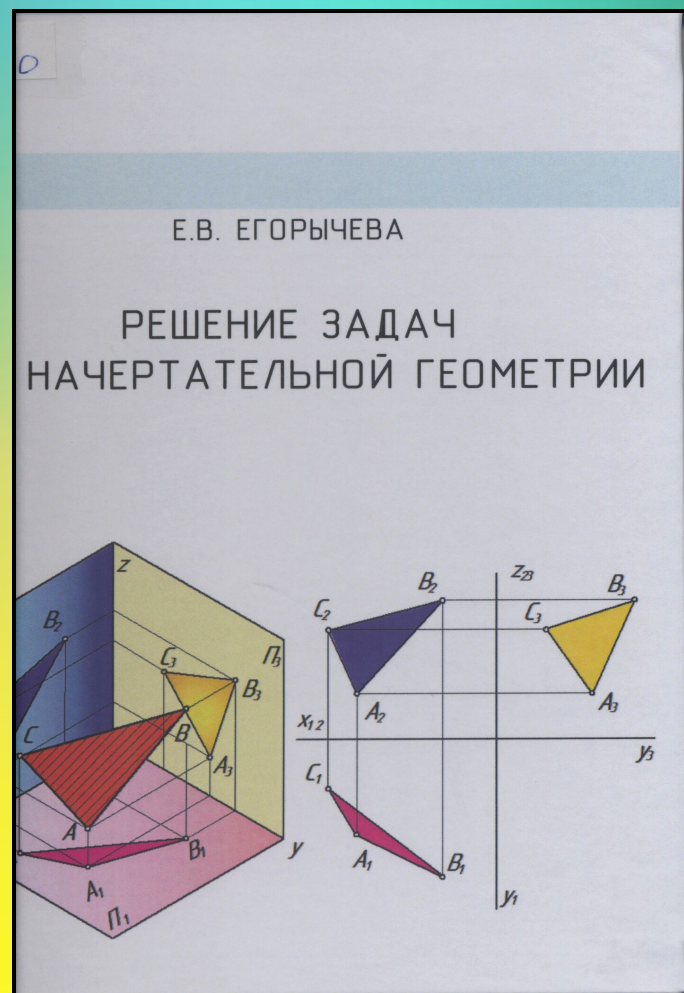 Е.В. ЕГОРЫЧЕВА
РЕШЕНИЕ ЗАДАЧ
НАЧЕРТАТЕЛЬНОЙ ГЕОМЕТРИИ
z
B₂
C₃
П₃
B₃
C
B
A₃
A
B₁
y
A₁
П₁
z₂₃
B₂
B₃
C₂
C₃
A₂
A₃
x₁₂
y₃
C₁
A₁
B₁
y₁